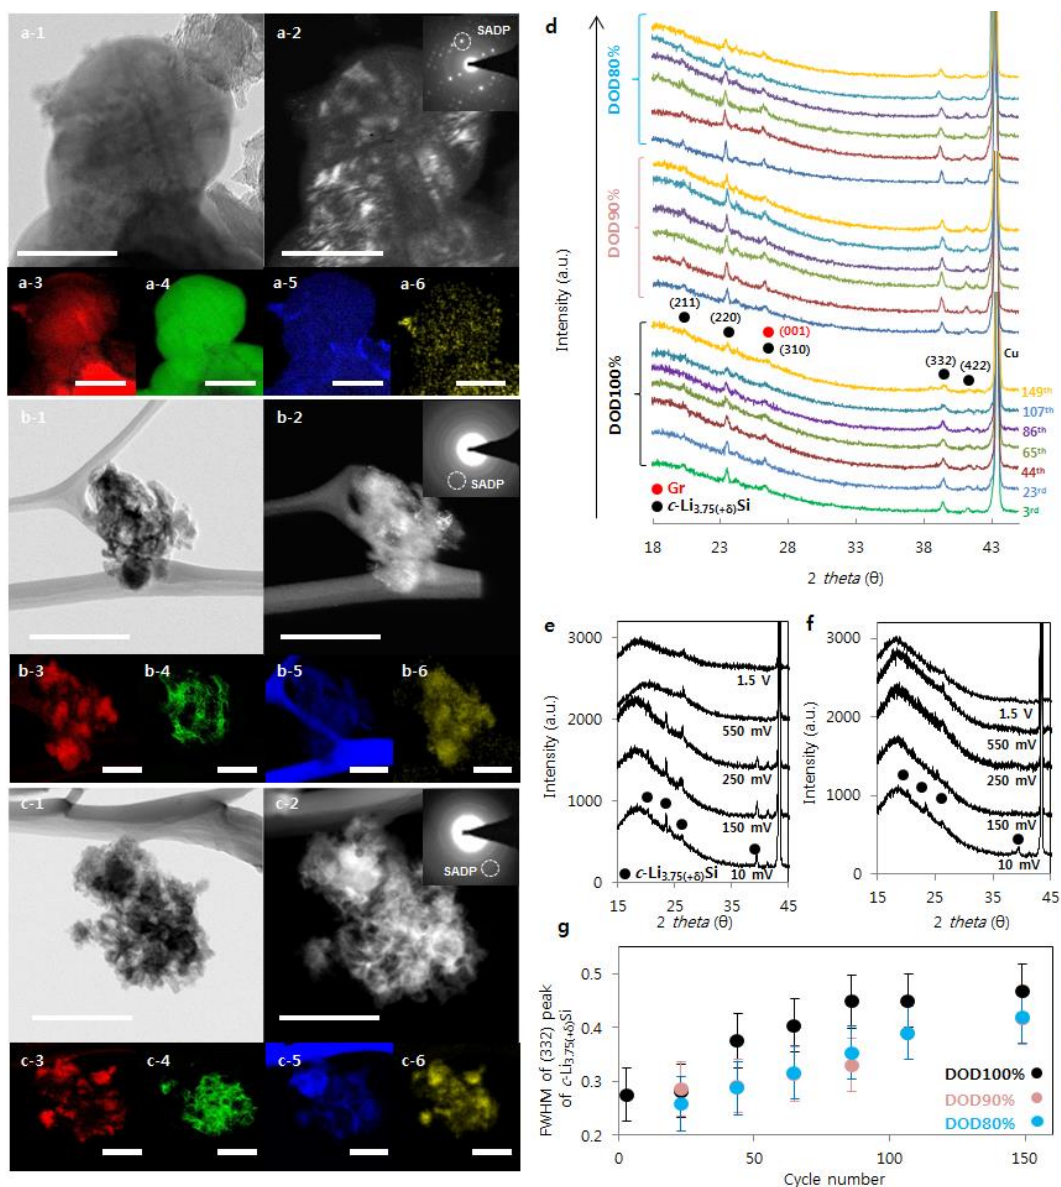 a-1
a-2
SADP
a-3
a-4
a-5
a-6
b-1
b-2
SADP
b-3
b-4
b-5
b-6
c-1
c-2
SADP
c-3
c-4
c-5
c-6
d
DOD80%
DOD90%
DOD100%
Intensity (a.u.)
(211)
(220)
(001)
(310)
(332)
(422)
Cu
149th
107th
86th
65th
44th
23rd
3rd
Gr
c-Li3.75(+δ)Si
18 23 28 33 38 43
2 theta (θ)
e
3000
2000
1000
0
Intensity (a.u.)
1.5 V
550 mV
250 mV
150 mV
10 mV
c-Li3.75(+δ)Si
15 25 35 45
2 theta (θ)
f
3000
2000
1000
0
Intensity (a.u.)
1.5 V
550 mV
250 mV
150 mV
10 mV
15 25 35 45
2 theta (θ)
g
FWHM of (332) peak
of c-Li3.75(+δ)Si
0.5
0.4
0.3
0.2
DOD100%
DOD90%
DOD80%
0 50 100 150
Cycle number